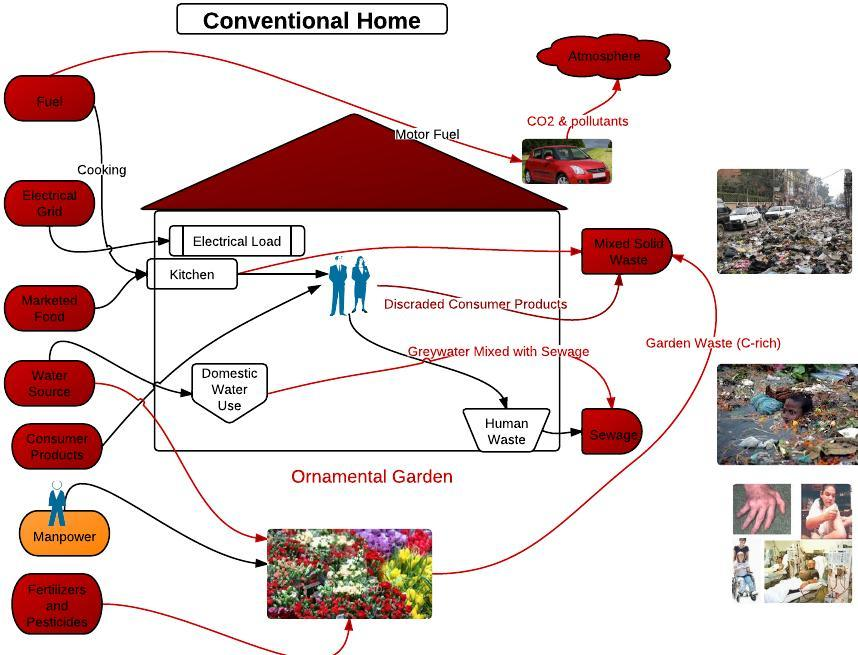 Conventional Home
Atmosphere
Fuel
CO2 & pollutants
Motor Fuel
Cooking
Electrical
Grid
Electrical Load
Mixed Solid
Waste
Kitchen
Marketed
Food
Discraded Consumer Products
Garden Waste (C-rich)
Greywater Mixed with Sewage
Water
Source
Domestic
Water
Use
Consumer
Products
Human
Waste
Sewage
Ornamental Garden
Manpower
Fertilizers
and
Pesticides